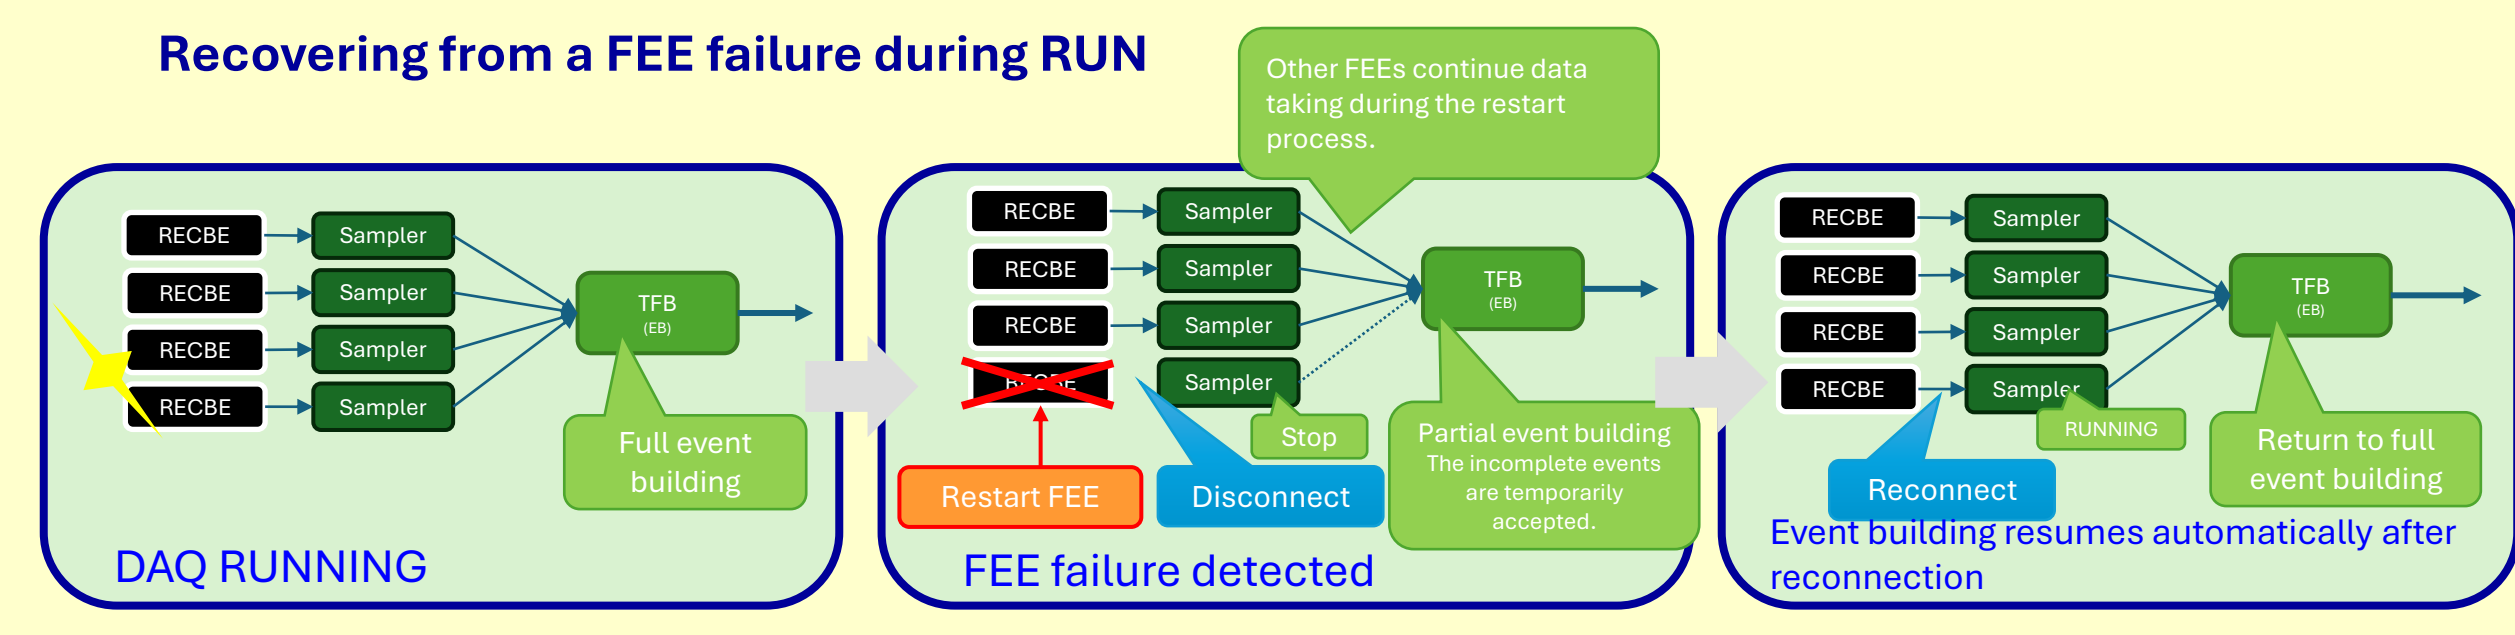 Recovering from a FEE failure during RUN
Other FEEs continue data
taking during the restart
process.
RECBE
Sampler
RECBE
Sampler
RECBE
Sampler
RECBE
Sampler
TFB
(EB)
Full event
building
DAQ RUNNING
RECBE
Sampler
RECBE
Sampler
RECBE
Sampler
RECBE
Sampler
TFB
(EB)
Stop
Restart FEE
Disconnect
Partial event building
The incomplete events
are temporarily
accepted.
FEE failure detected
RECBE
Sampler
RECBE
Sampler
RECBE
Sampler
RECBE
Sampler
TFB
(EB)
RUNNING
Reconnect
Return to full
event building
Event building resumes automatically after
reconnection